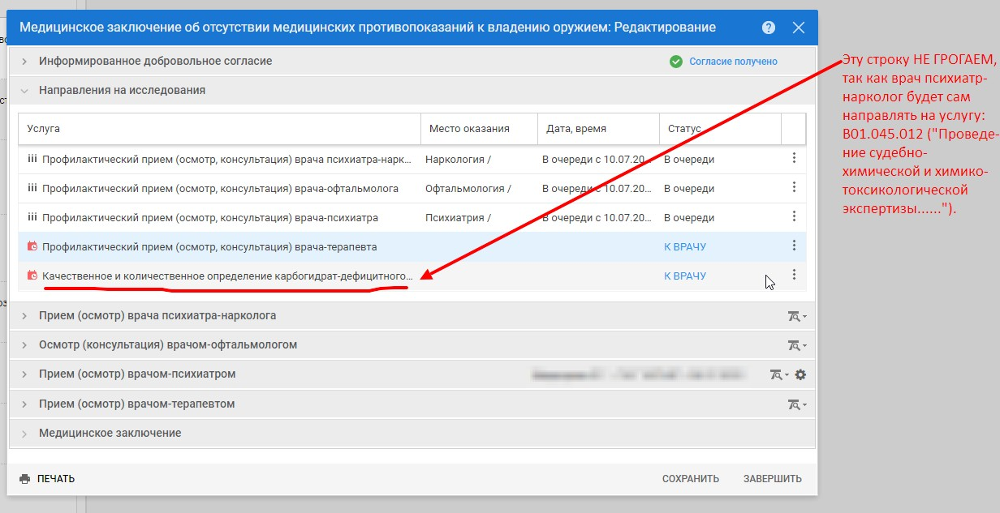 Медицинское заключение об отсутствии медицинских противопоказаний к владению оружием: Редактирование
Информированное добровольное согласие
Согласие получено
Направления на исследования
Услуга Место оказания Дата, время Статус
Профилактический прием (осмотр, консультация) врача психиатра-нарк... Наркология / В очереди с 10.07.20... В очереди
Профилактический прием (осмотр, консультация) врача-офтальмолога Офтальмология / В очереди с 10.07.20... В очереди
Профилактический прием (осмотр, консультация) врача-психиатра Психиатрия / В очереди с 10.07.20... В очереди
Профилактический прием (осмотр, консультация) врача-терапевта К ВРАЧУ
Качественное и количественное определение карбогидрат-дефицитного... К ВРАЧУ
Прием (осмотр) врача психиатра-нарколога
Осмотр (консультация) врачом-офтальмологом
Прием (осмотр) врачом-психиатром
Прием (осмотр) врачом-терапевтом
Медицинское заключение
ПЕЧАТЬ
СОХРАНИТЬ
ЗАВЕРШИТЬ
Эту строку НЕ ГРОГАЕМ,
так как врач психиатр-
нарколог будет сам
направлять на услугу:
B01.045.012 ("Проведе-
ние судебно-
химической и химико-
токсикологической
экспертизы......").